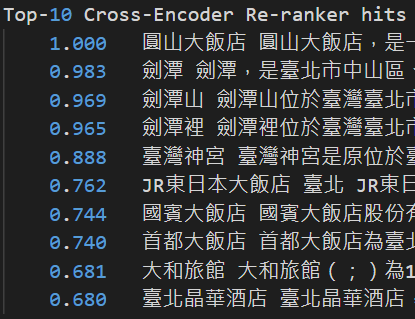 Top-10 Cross-Encoder Re-ranker hits
1.000 圓山大飯店 圓山大飯店，是一
0.983 劍潭 劍潭，是臺北市中山區、
0.969 劍潭山 劍潭山位於臺灣臺北市
0.965 劍潭裡 劍潭裡位於臺灣臺北市
0.888 臺灣神宮 臺灣神宮是原位於臺
0.762 JR東日本大飯店 臺北 JR東日
0.744 國賓大飯店 國賓大飯店股份有
0.740 首都大飯店 首都大飯店為臺北
0.681 大和旅館 大和旅館（；）為1
0.680 臺北晶華酒店 臺北晶華酒店